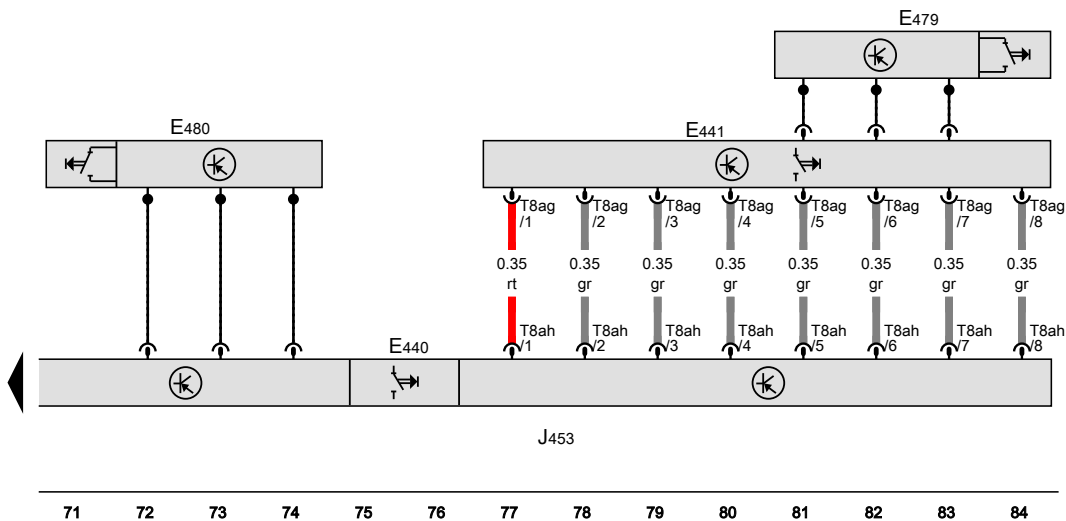 E479
E480
E441
T8ag T8ag T8ag T8ag T8ag T8ag T8ag T8ag
/1 /2 /3 /4 /5 /6 /7 /8
0.35 0.35 0.35 0.35 0.35 0.35 0.35 0.35
rt gr gr gr gr gr gr gr
T8ah T8ah T8ah T8ah T8ah T8ah T8ah T8ah
/1 /2 /3 /4 /5 /6 /7 /8
E440
J453
71 72 73 74 75 76 77 78 79 80 81 82 83 84